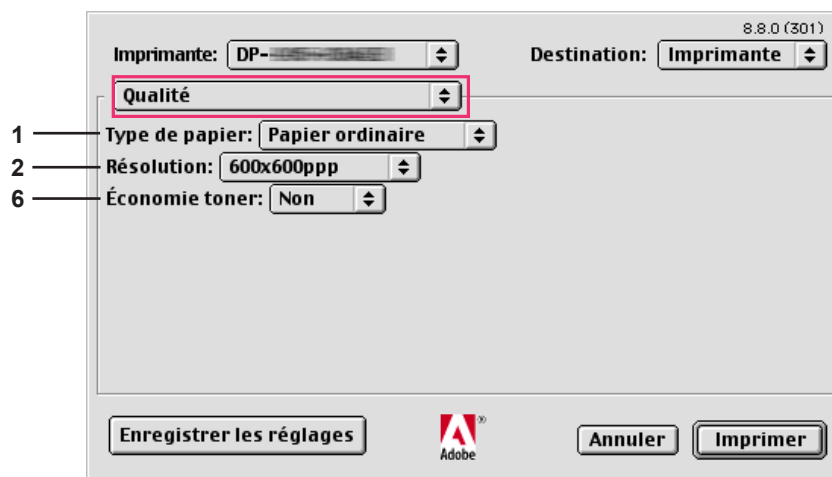 8.8.0 (301)
Imprimante: DP- Destination: Imprimante
Qualité
1 Type de papier: Papier ordinaire
2 Résolution: 600x600ppp
6 Économie toner: Non
Enregistrer les réglages Adobe ® Annuler Imprimer